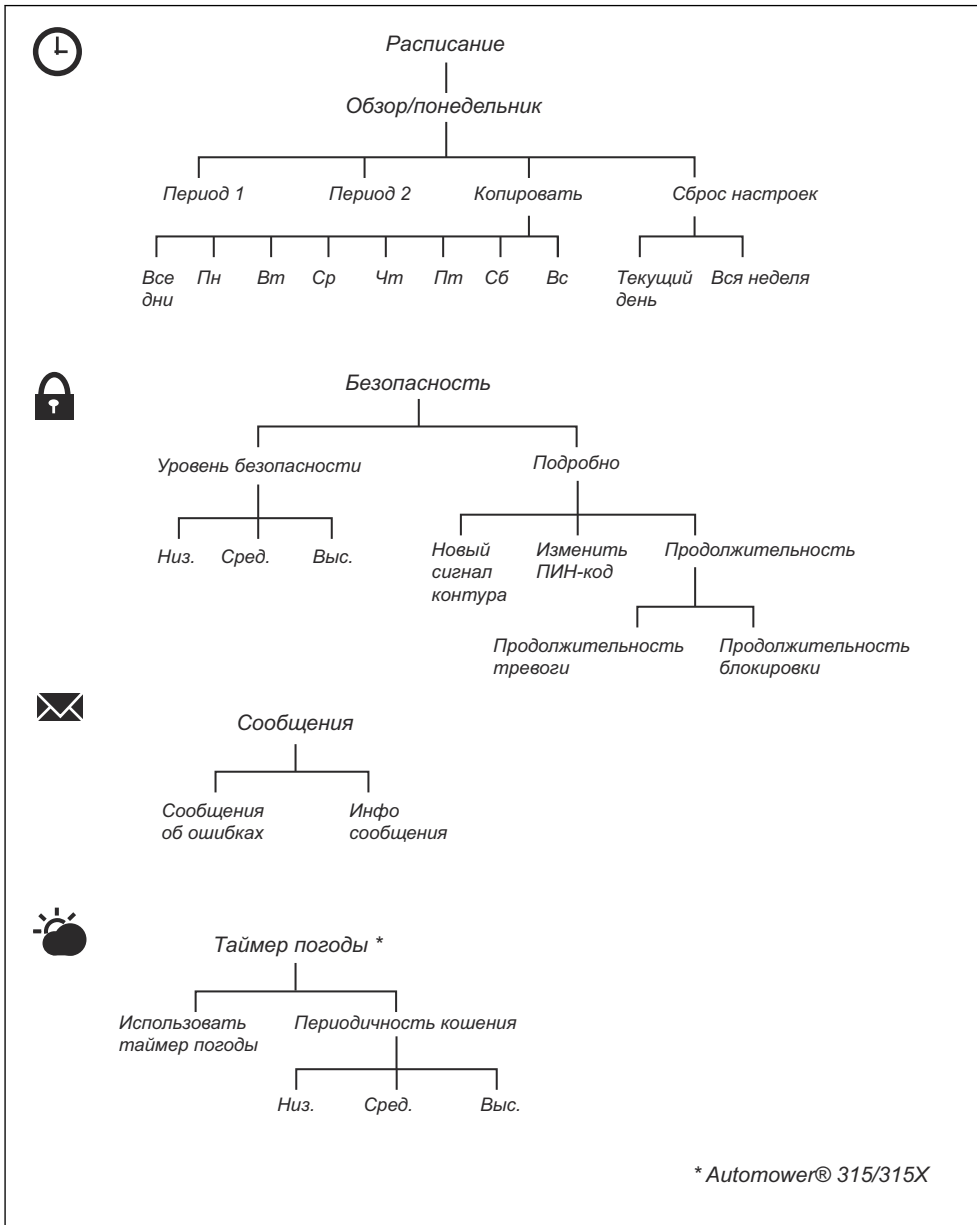 Расписание
Обзор/понедельник
Период 1 Период 2 Копировать Сброс настроек
Все дни Пн Вт Ср Чт Пт Сб Вс Текущий день Вся неделя
Безопасность
Уровень безопасности Подробно
Низ. Сред. Выс. Новый сигнал контура Изменить ПИН-код Продолжительность
Продолжительность тревоги Продолжительность блокировки
Сообщения
Сообщения об ошибках Инфо сообщения
Таймер погоды *
Использовать таймер погоды Периодичность кошения
Низ. Сред. Выс.
* Automower® 315/315X